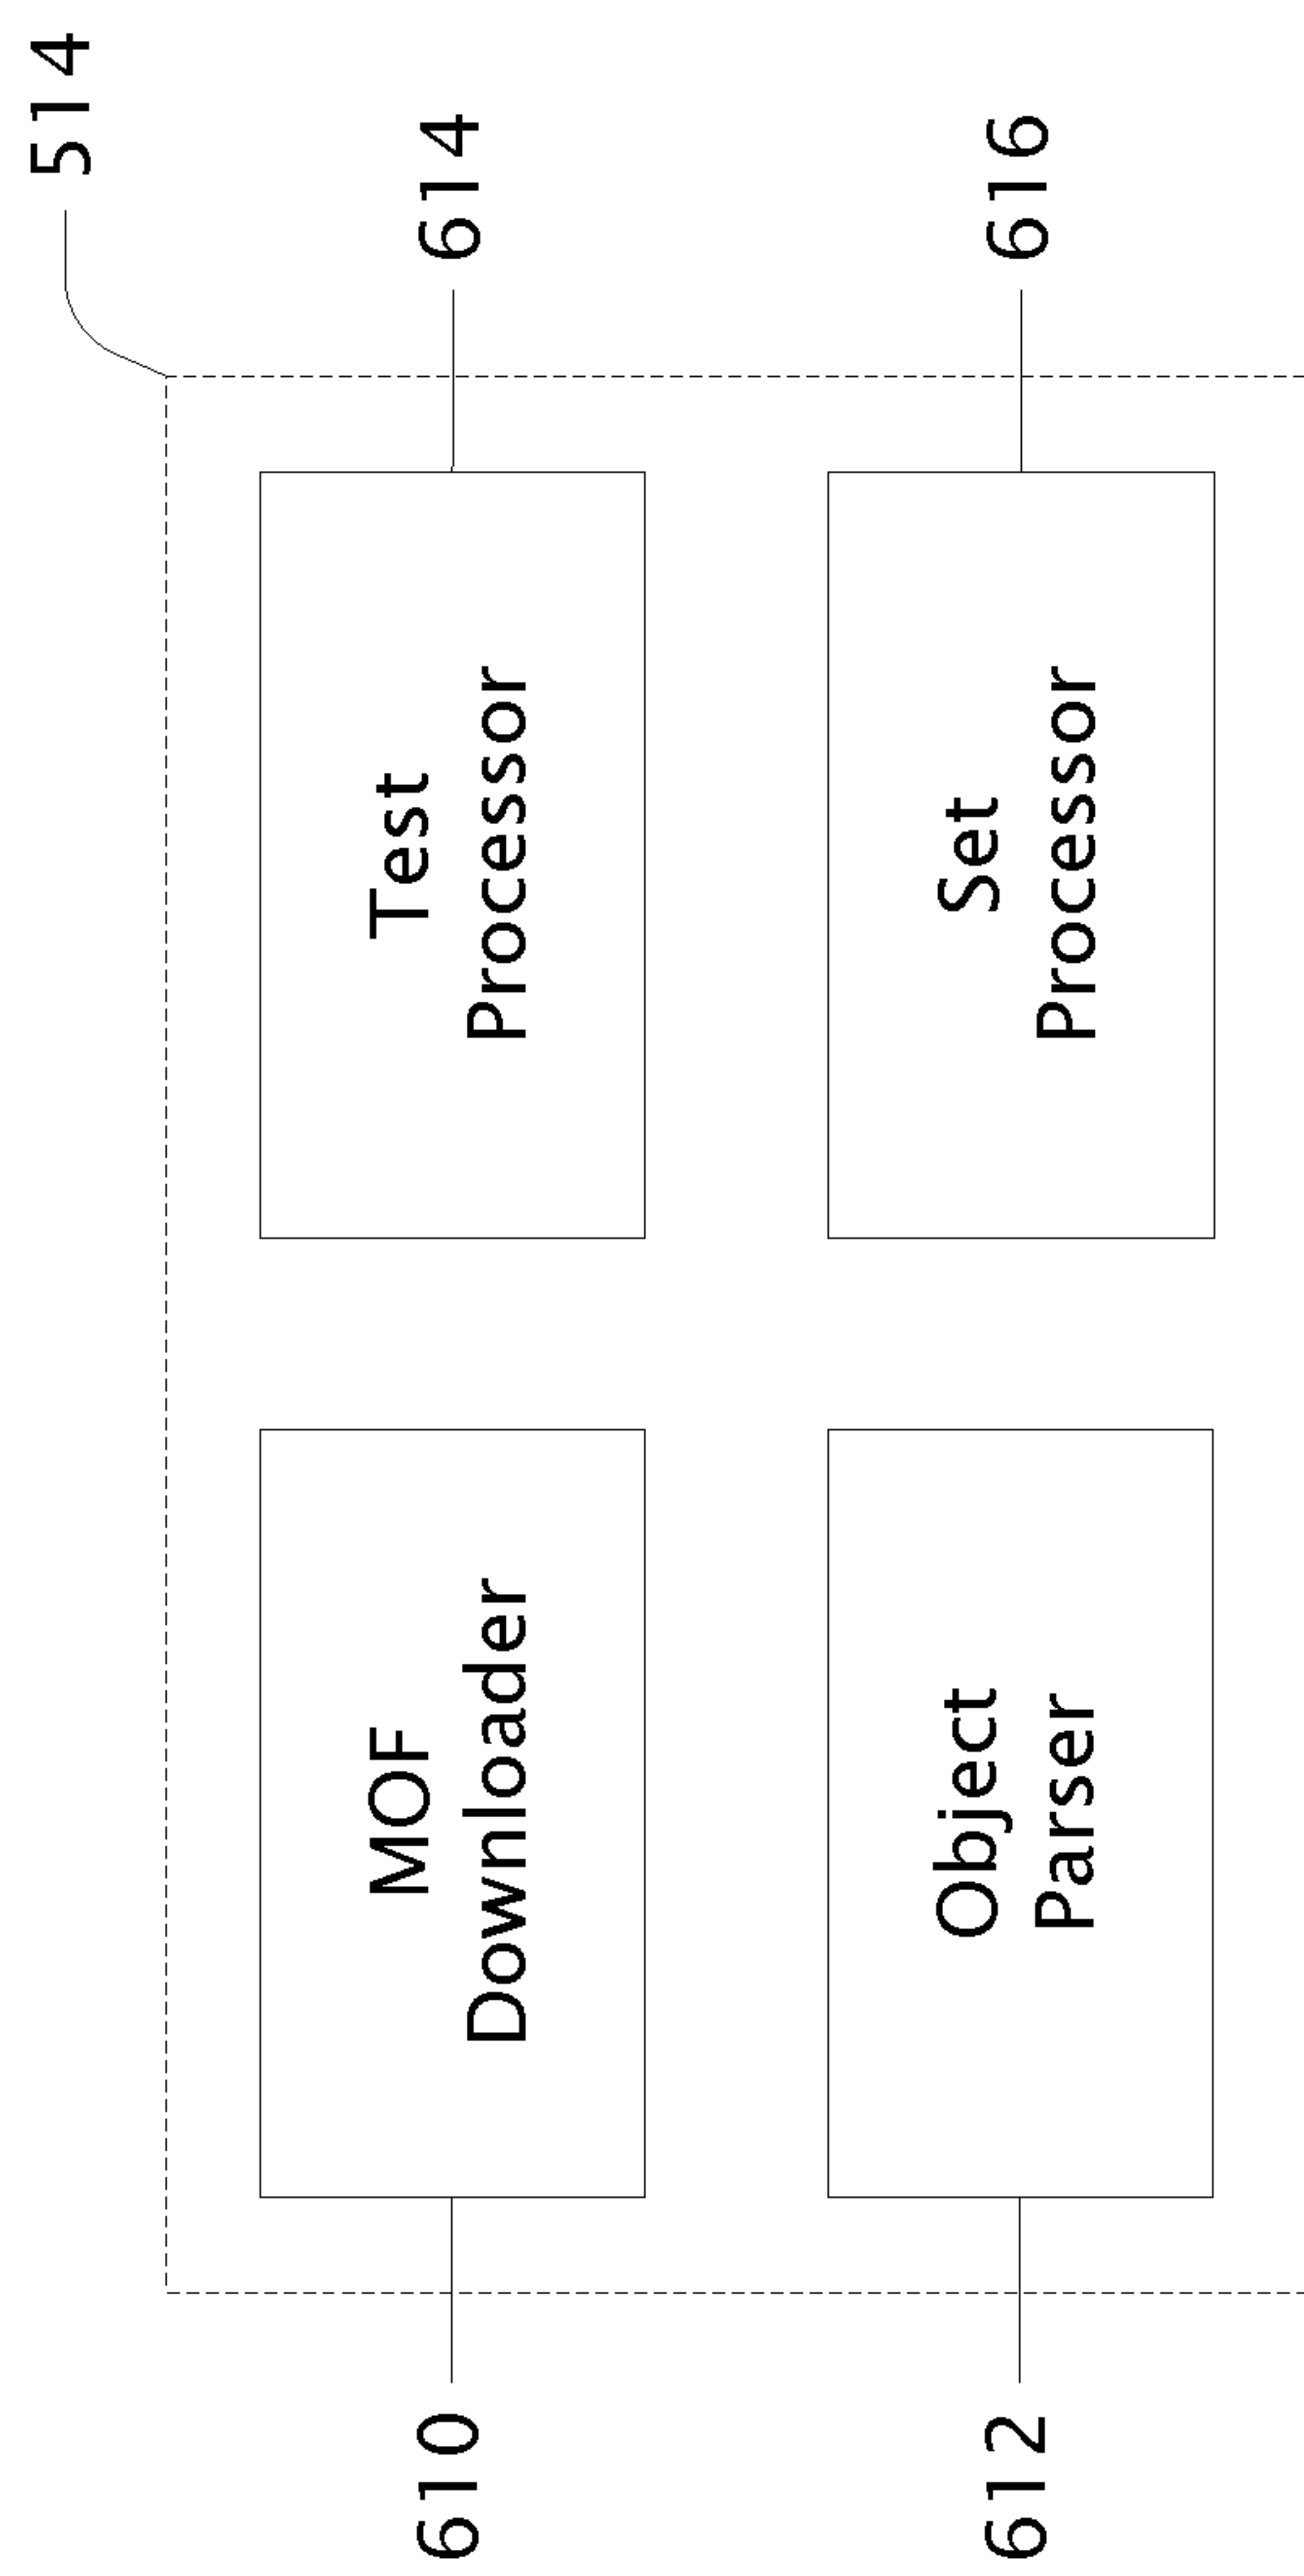 514
610
MOF
Downloader
Test
Processor
614
612
Object
Parser
Set
Processor
616